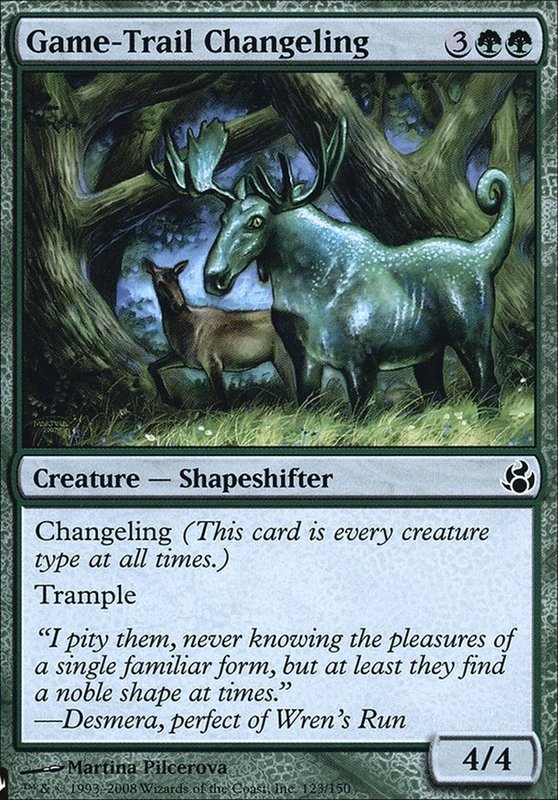 Game-Trail Changeling 3
Creature — Shapeshifter
Changeling (This card is every creature
type at all times.)
Trample
“I pity them, never knowing the pleasures of
a single familiar form, but at least they find
a noble shape at times.”
—Desmera, perfect of Wren’s Run
4/4
Martina Pilcerova
™ & © 1993–2008 Wizards of the Coast, Inc. 123/150